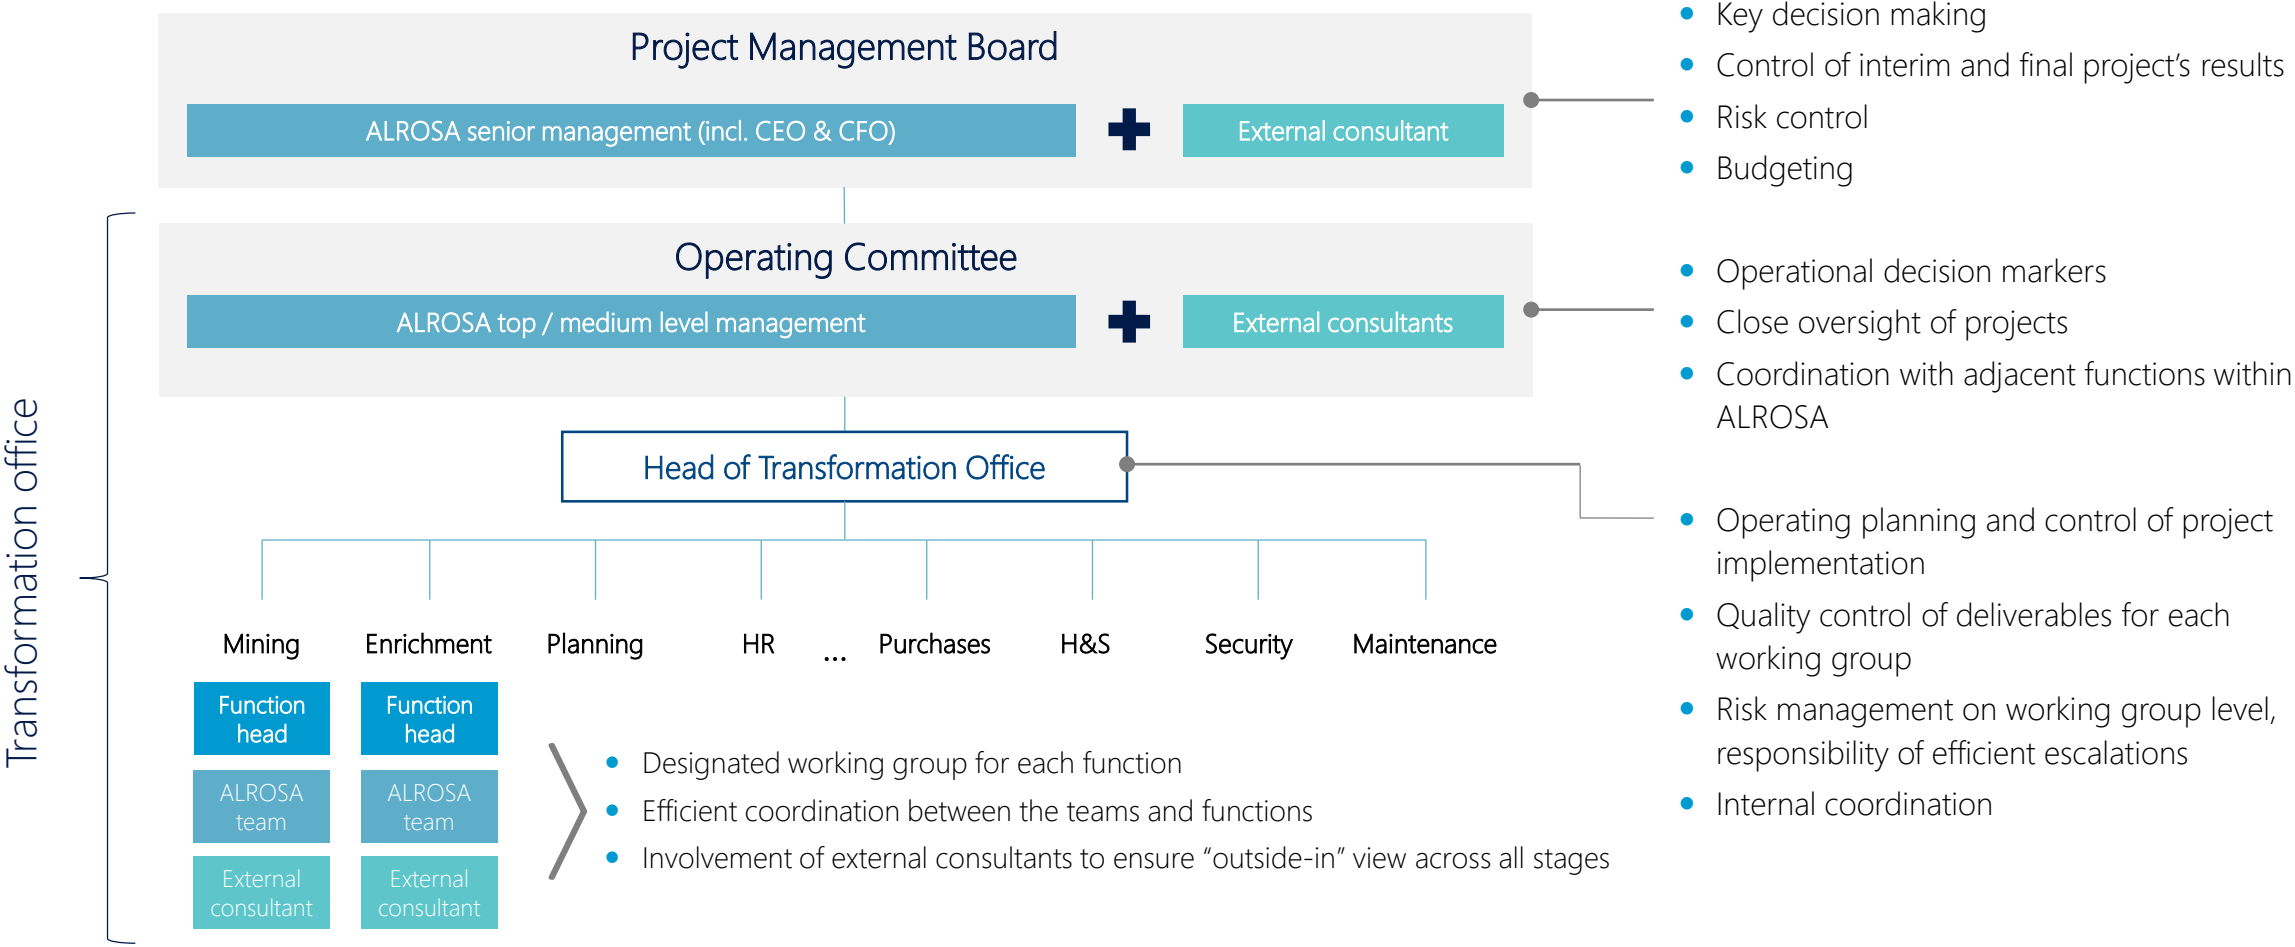 Project Management Board
ALROSA senior management (incl. CEO & CFO)
External consultant
Key decision making
Control of interim and final project’s results
Risk control
Budgeting
Transformation office
Operating Committee
ALROSA top / medium level management
External consultants
Operational decision markers
Close oversight of projects
Coordination with adjacent functions within
ALROSA
Head of Transformation Office
Operating planning and control of project
implementation
Quality control of deliverables for each
working group
Risk management on working group level,
responsibility of efficient escalations
Internal coordination
Mining
Enrichment
Planning
HR
...
Purchases
H&S
Security
Maintenance
Function
head
ALROSA
team
External
consultant
Function
head
ALROSA
team
External
consultant
Designated working group for each function
Efficient coordination between the teams and functions
Involvement of external consultants to ensure “outside-in” view across all stages